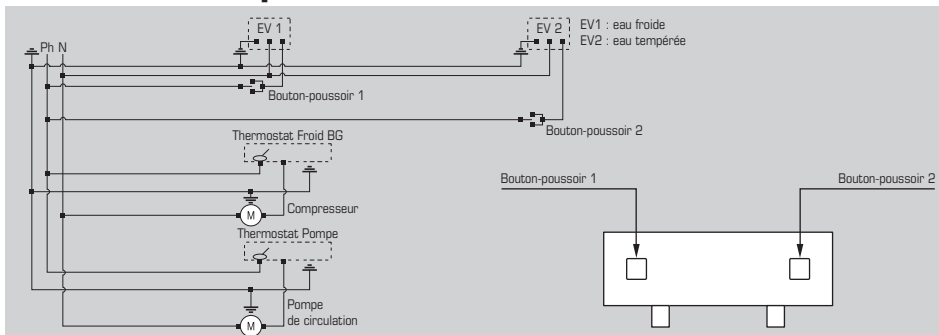 EV 1
EV 2
EV1 : eau froide
EV2 : eau tempérée
Ph N
Bouton-poussoir 1
Bouton-poussoir 2
Thermostat Froid BG
M
Compresseur
Thermostat Pompe
M
Pompe
de circulation
Bouton-poussoir 1
Bouton-poussoir 2